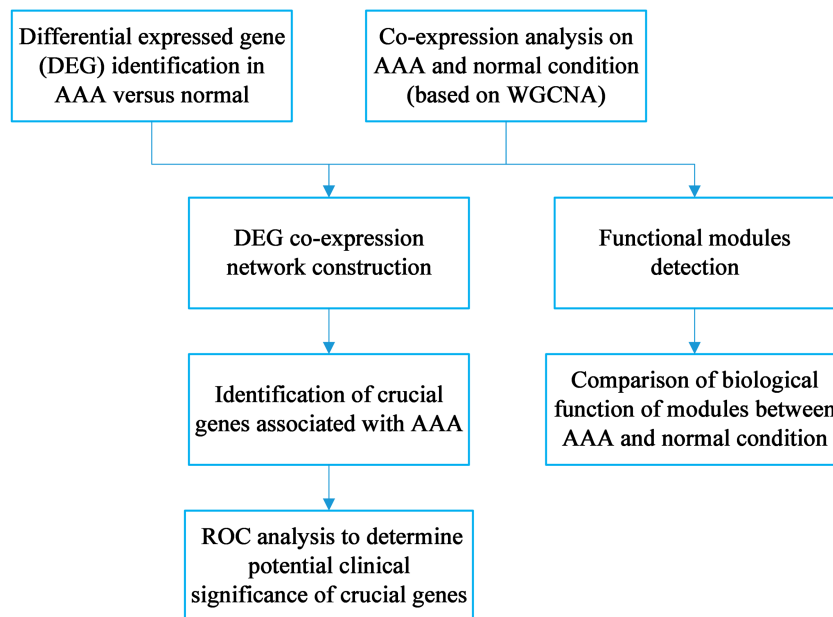 Differential expressed gene
(DEG) identification in
AAA versus normal
Co-expression analysis on
AAA and normal condition
(based on WGCNA)
DEG co-expression
network construction
Functional modules
detection
Identification of crucial
genes associated with AAA
Comparison of biological
function of modules between
AAA and normal condition
ROC analysis to determine
potential clinical
significance of crucial genes